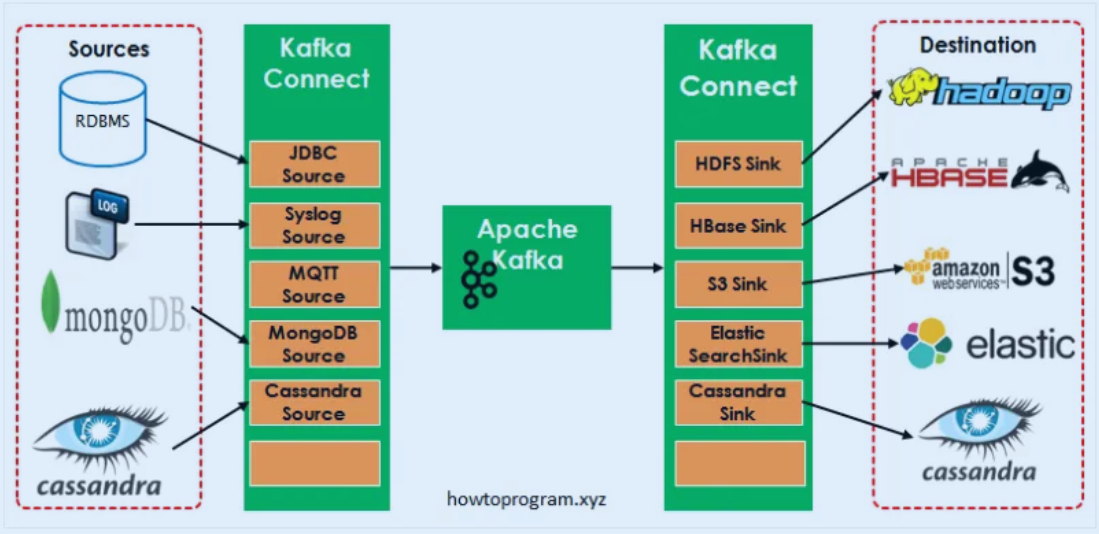 Sources
RDBMS
LOG
mongoDB
cassandra
Kafka
Connect
JDBC
Source
Syslog
Source
MQTT
Source
MongoDB
Source
Cassandra
Source
Apache
Kafka
howtoprogram.xyz
Kafka
Connect
HDFS Sink
HBase Sink
S3 Sink
Elastic
SearchSink
Cassandra
Sink
Destination
hadoop
APACHE
HBASE
amazon
webservices™
S3
elastic
cassandra